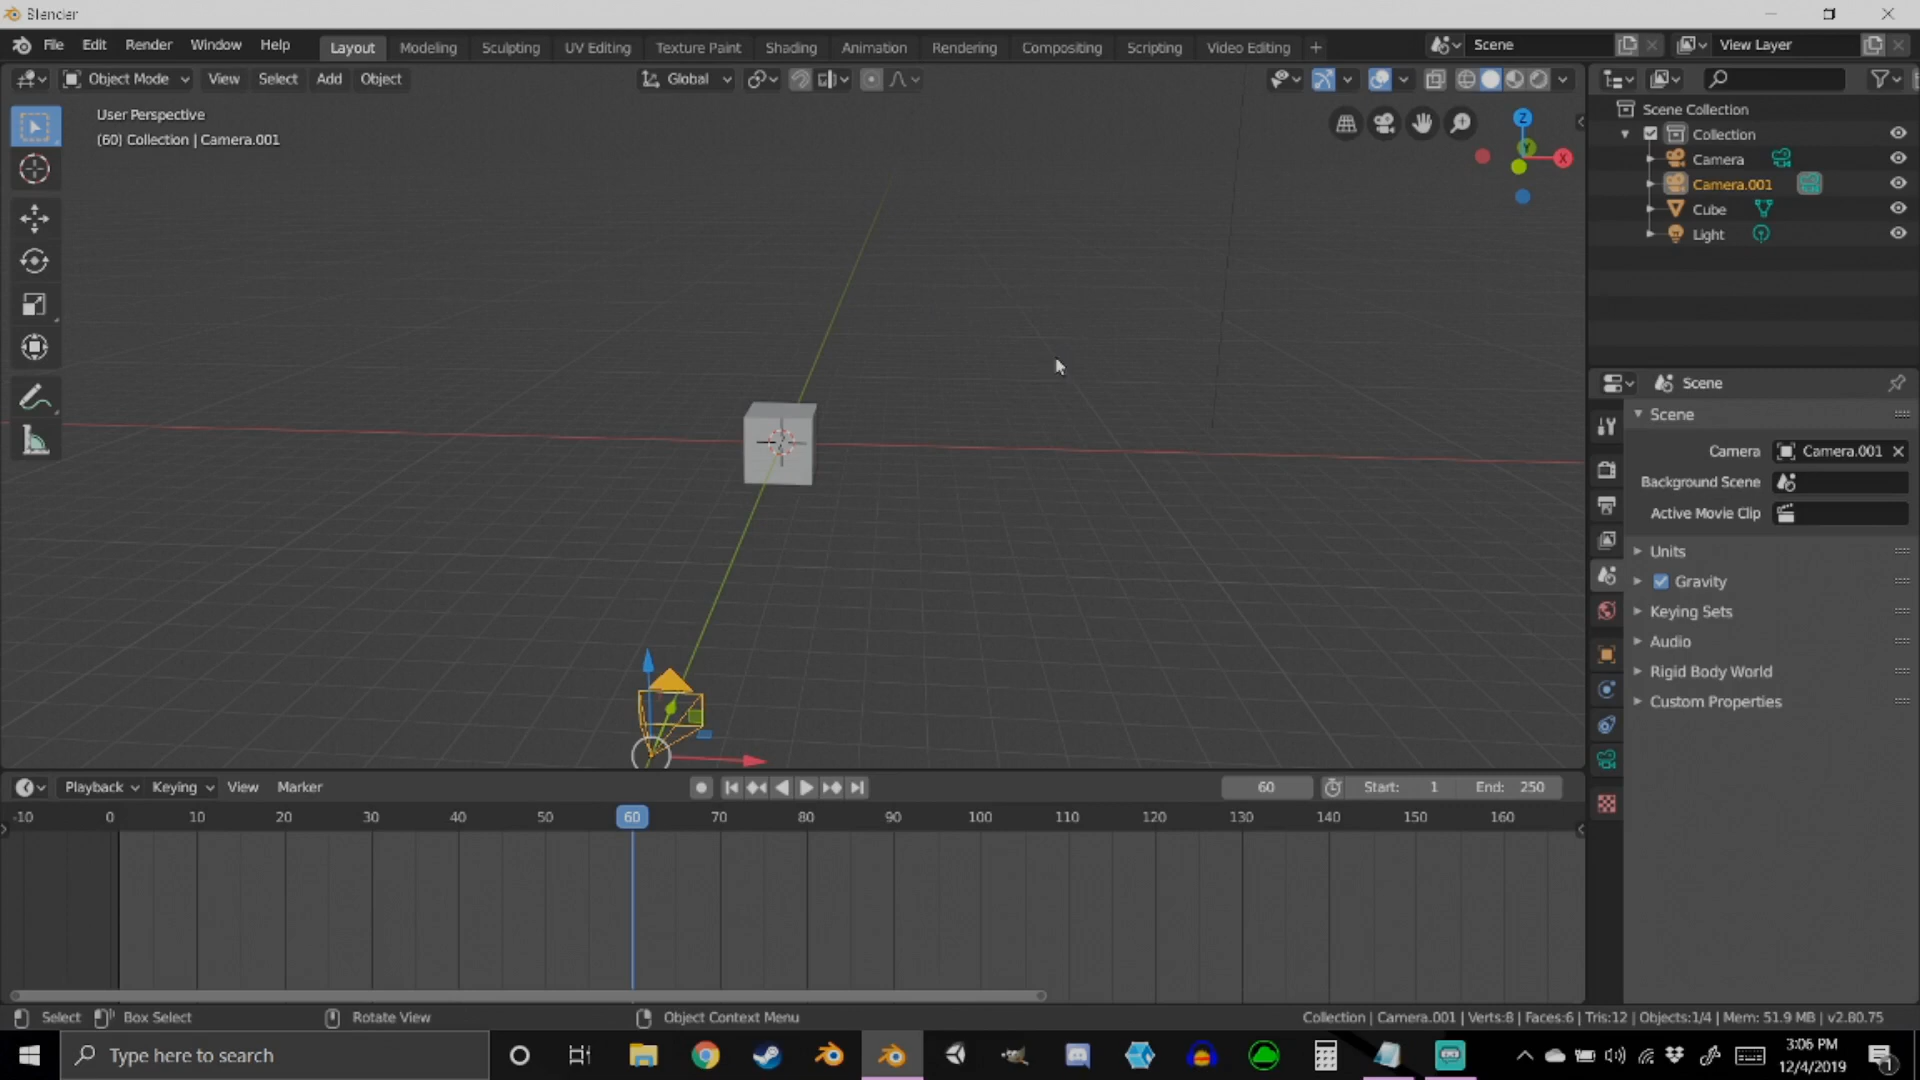 Blender
File Edit Render Window Help Layout Modeling Sculpting UV Editing Texture Paint Shading Animation Rendering Compositing Scripting Video Editing + Scene View Layer
Object Mode View Select Add Object Global
User Perspective
(60) Collection | Camera.001
Z
Y
X
Scene Collection
Collection
Camera
Camera.001
Cube
Light
Scene
Scene
Camera Camera.001
Background Scene
Active Movie Clip
Units
Gravity
Keying Sets
Audio
Rigid Body World
Custom Properties
Playback Keying View Marker 60 Start: 1 End: 250
-10 0 10 20 30 40 50 60 70 80 90 100 110 120 130 140 150 160
Select Box Select Rotate View Object Context Menu Collection | Camera.001 | Verts:8 | Faces:6 | Tris:12 | Objects:1/4 | Mem: 51.9 MB | v2.80.75
Type here to search
3:06 PM
12/4/2019
1